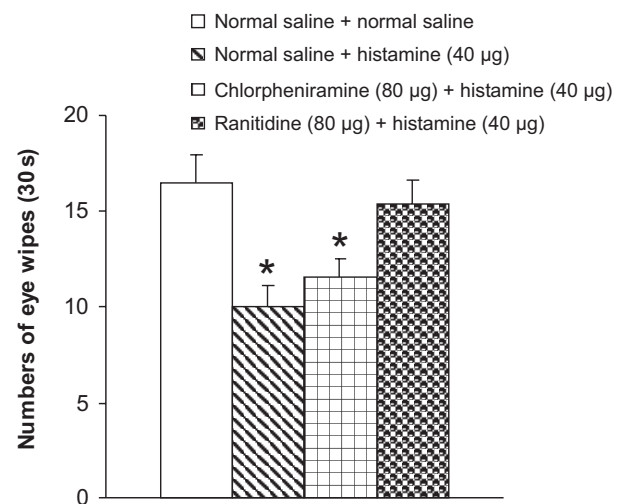 Normal saline + normal saline
Normal saline + histamine (40 µg)
Chlorpheniramine (80 µg) + histamine (40 µg)
Ranitidine (80 µg) + histamine (40 µg)
Numbers of eye wipes (30 s)
20
15
10
5
0
*
*